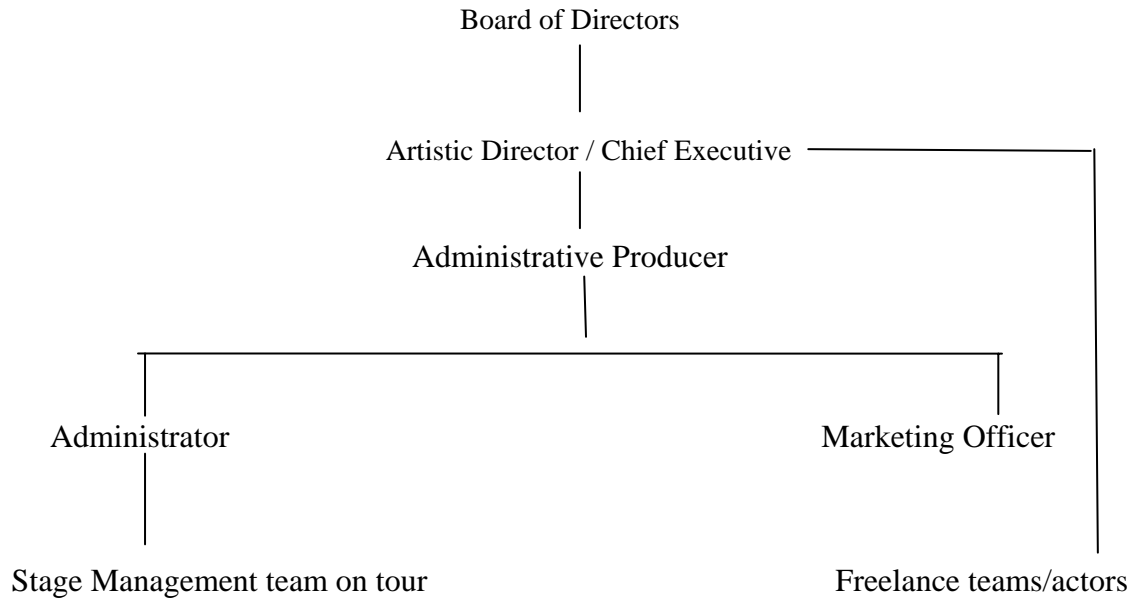 Board of Directors
Artistic Director / Chief Executive
Administrative Producer
Administrator
Marketing Officer
Stage Management team on tour
Freelance teams/actors